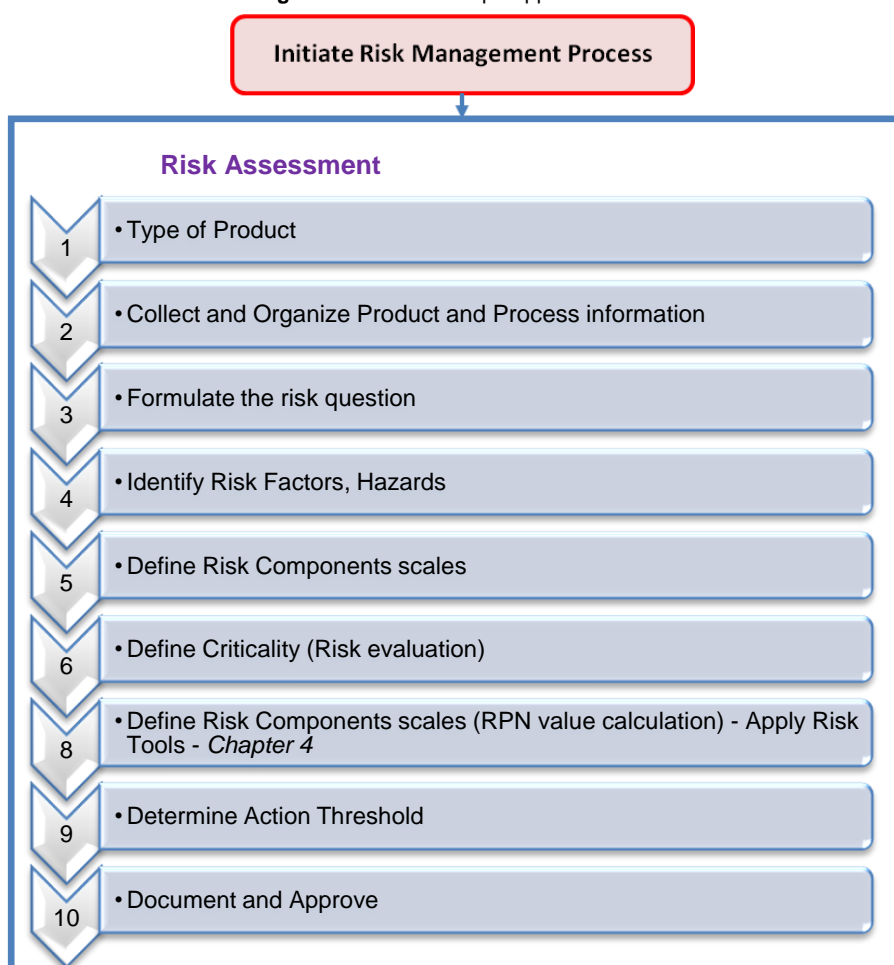 Initiate Risk Management Process
Risk Assessment
1
• Type of Product
2
• Collect and Organize Product and Process information
3
• Formulate the risk question
4
• Identify Risk Factors, Hazards
5
• Define Risk Components scales
6
• Define Criticality (Risk evaluation)
8
• Define Risk Components scales (RPN value calculation) - Apply Risk
Tools - Chapter 4
9
• Determine Action Threshold
10
• Document and Approve